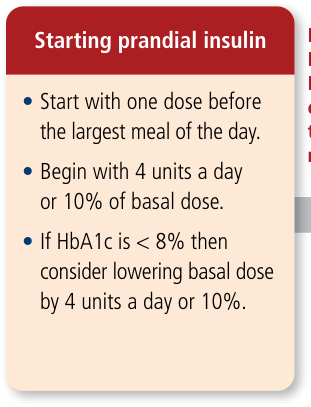 Starting prandial insulin
• Start with one dose before
the largest meal of the day.
• Begin with 4 units a day
or 10% of basal dose.
• If HbA1c is < 8% then
consider lowering basal dose
by 4 units a day or 10%.